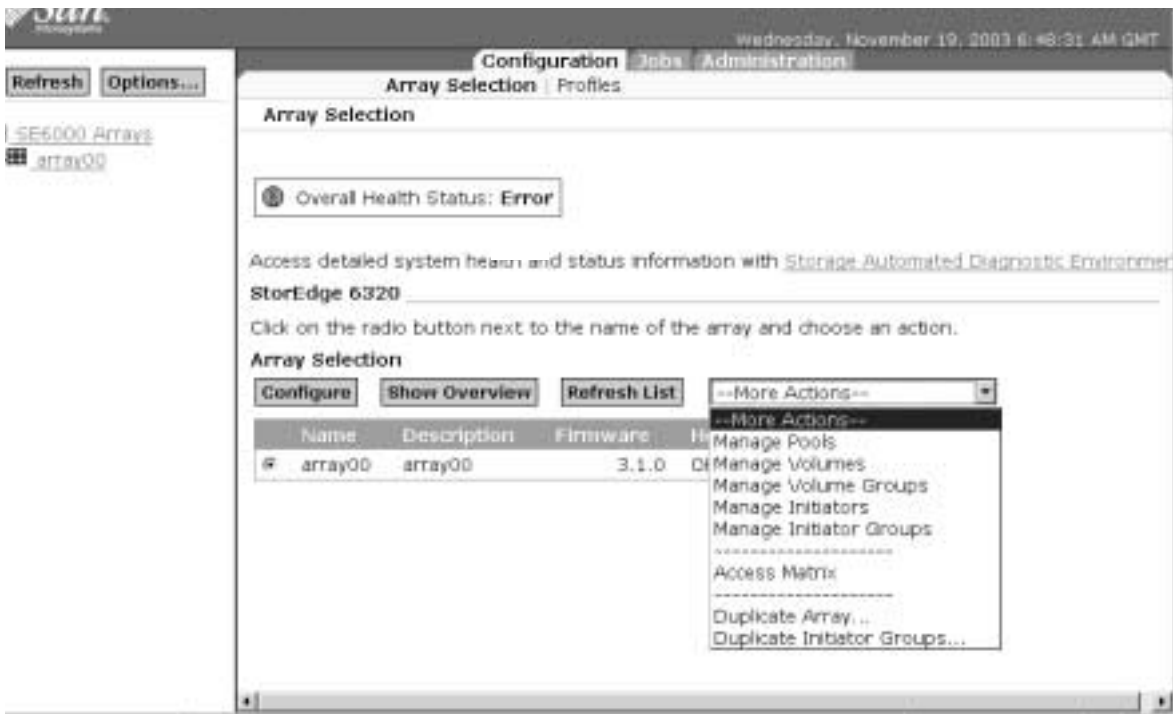 Sun
microsystems
Wednesday, November 19, 2003 6:48:31 AM GMT
Refresh Options...
Configuration Jobs Administration
Array Selection | Profiles
SE6000 Arrays
array00
Array Selection
Overall Health Status: Error
Access detailed system health and status information with Storage Automated Diagnostic Environmen
StorEdge 6320
Click on the radio button next to the name of the array and choose an action.
Array Selection
Configure Show Overview Refresh List --More Actions--
Name Description Firmware
array00 array00 3.1.0
--More Actions--
Manage Pools
Manage Volumes
Manage Volume Groups
Manage Initiators
Manage Initiator Groups
--------------------
Access Matrix
--------------------
Duplicate Array...
Duplicate Initiator Groups...